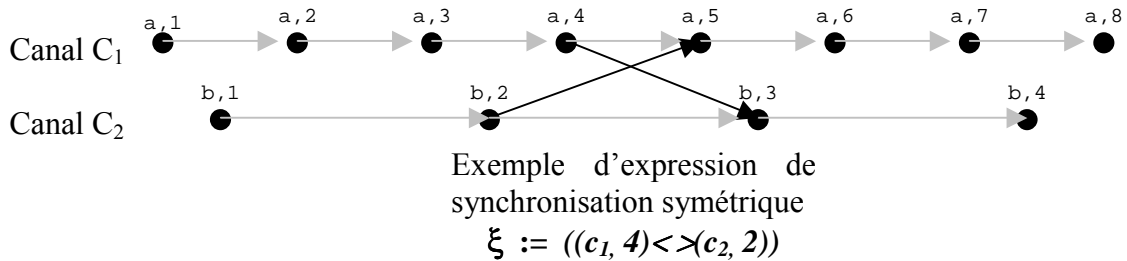 a,1 a,2 a,3 a,4 a,5 a,6 a,7 a,8
Canal C₁
b,1 b,2 b,3 b,4
Canal C₂
Exemple d'expression de
synchronisation symétrique
ξ := ((c₁, 4)<>(c₂, 2))